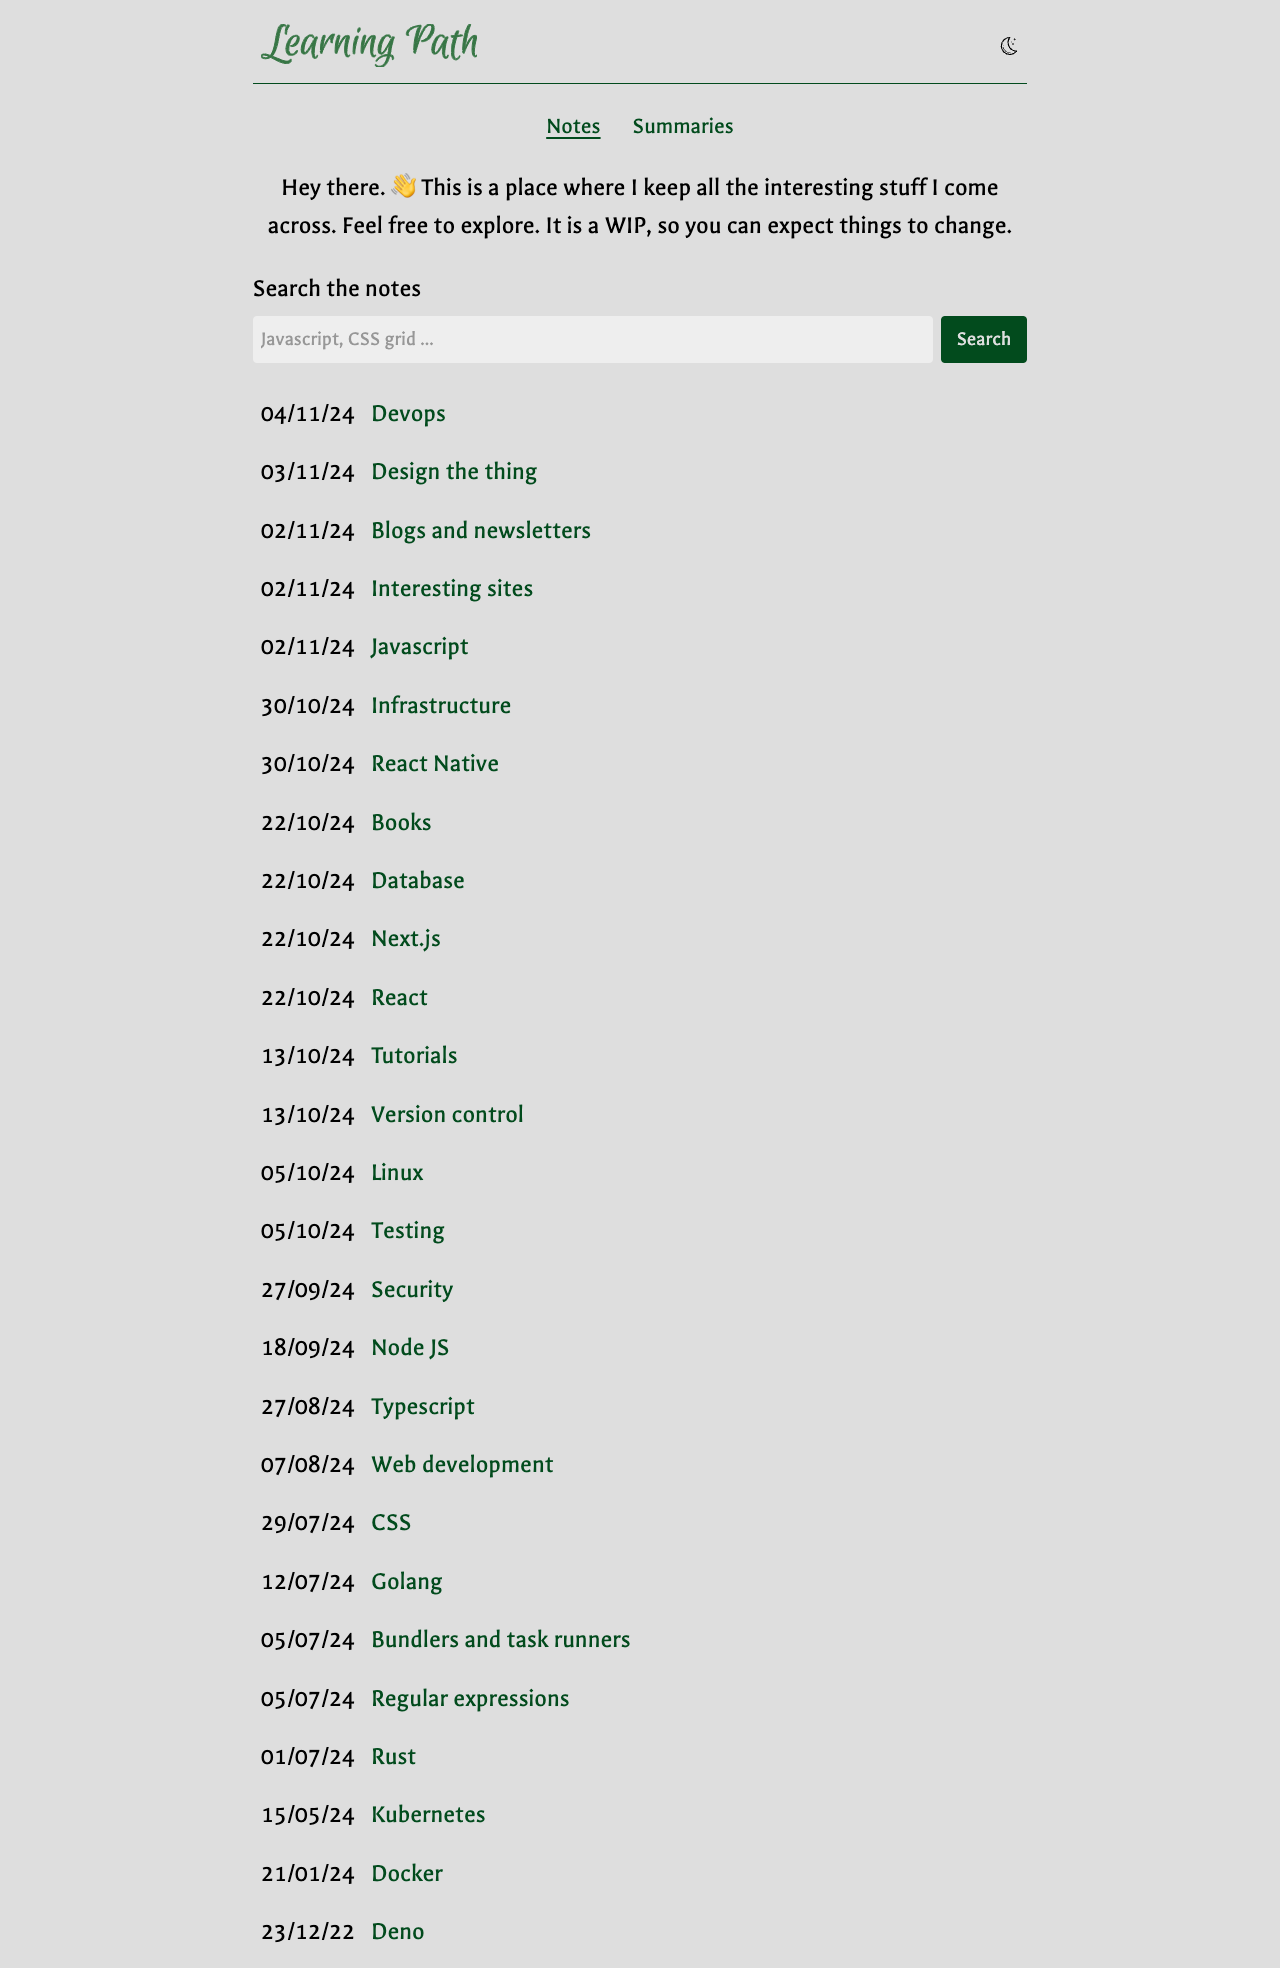 Learning Path
Notes Summaries
Hey there. 👋 This is a place where I keep all the interesting stuff I come
across. Feel free to explore. It is a WIP, so you can expect things to change.
Search the notes
Javascript, CSS grid ... Search
04/11/24 Devops
03/11/24 Design the thing
02/11/24 Blogs and newsletters
02/11/24 Interesting sites
02/11/24 Javascript
30/10/24 Infrastructure
30/10/24 React Native
22/10/24 Books
22/10/24 Database
22/10/24 Next.js
22/10/24 React
13/10/24 Tutorials
13/10/24 Version control
05/10/24 Linux
05/10/24 Testing
27/09/24 Security
18/09/24 Node JS
27/08/24 Typescript
07/08/24 Web development
29/07/24 CSS
12/07/24 Golang
05/07/24 Bundlers and task runners
05/07/24 Regular expressions
01/07/24 Rust
15/05/24 Kubernetes
21/01/24 Docker
23/12/22 Deno